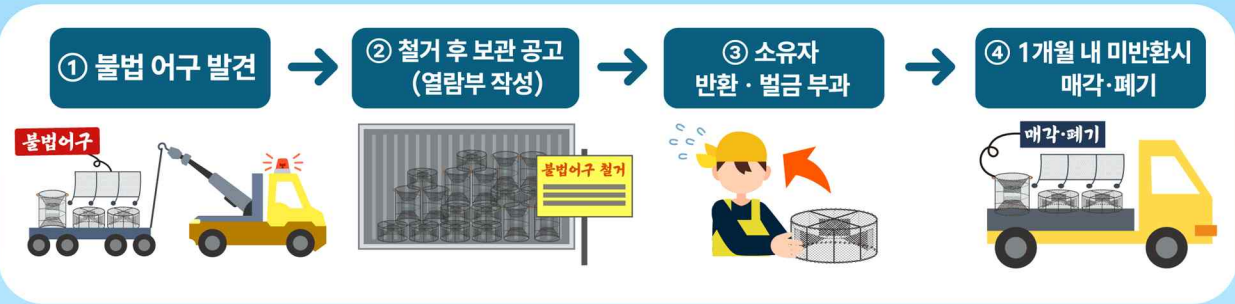 ① 불법 어구 발견
② 철거 후 보관 공고
(열람부 작성)
③ 소유자
반환 · 벌금 부과
④ 1개월 내 미반환시
매각·폐기
불법어구
불법어구 철거
매각·폐기